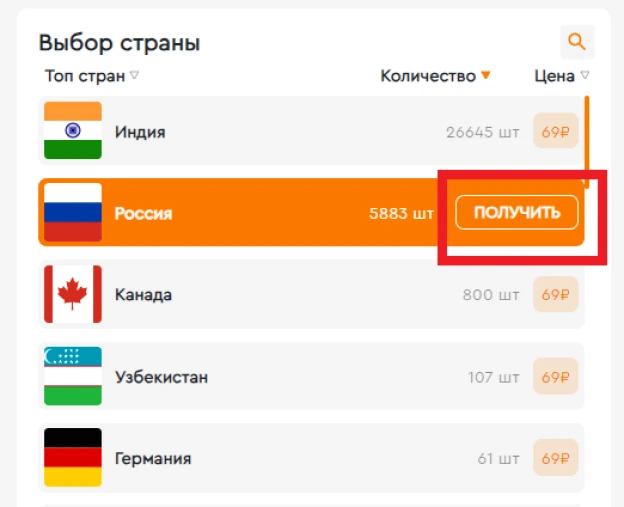 Выбор страны
Топ стран Количество Цена
Индия 26645 шт 69₽
Россия 5883 шт ПОЛУЧИТЬ
Канада 800 шт 69₽
Узбекистан 107 шт 69₽
Германия 61 шт 69₽